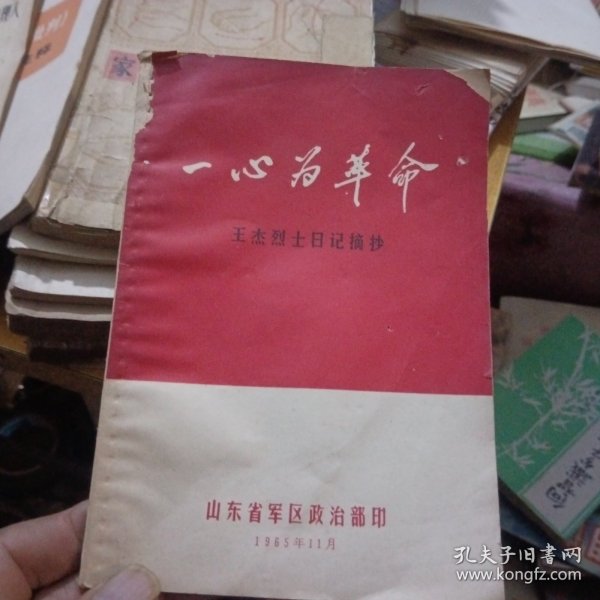 家
一心为革命
王杰烈士日记摘抄
山东省军区政治部印
1965年11月
孔夫子旧书网
www.kongfz.com